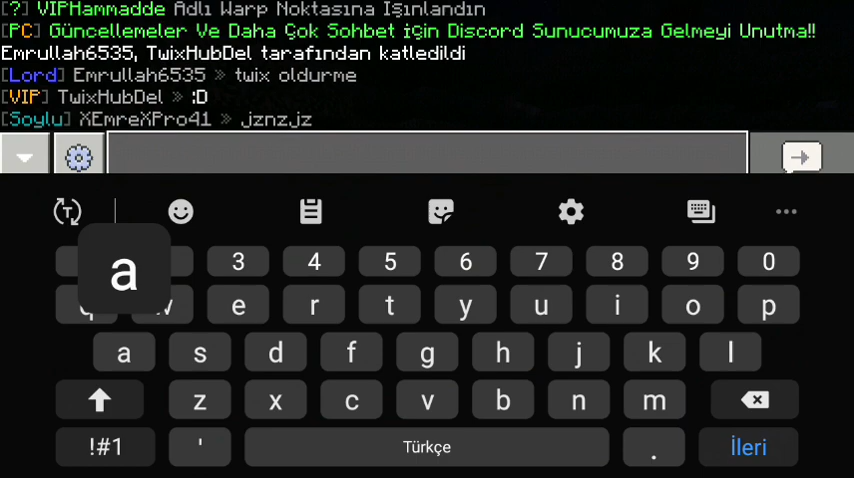 [?] VIPHammadde Adlı Warp Noktasına Işınlandın
[PC] Güncellemeler Ve Daha Çok Sohbet için Discord Sunucumuza Gelmeyi Unutma!!
Emrullah6535, TwixHubDel tarafından katledildi
[Lord] Emrullah6535 » twix oldurme
[VIP] TwixHubDel » :D
[Soylu] XEmreXPro41 » .jznz.jz
a
3 4 5 6 7 8 9 0
q w e r t y u i o p
a s d f g h j k l
z x c v b n m
!#1 ' Türkçe . İleri